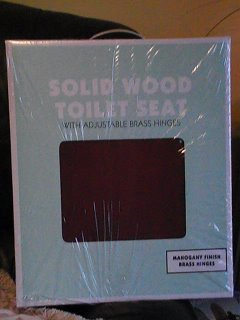 SOLID WOOD
TOILET SEAT
WITH ADJUSTABLE BRASS HINGES
MAHOGANY FINISH
BRASS HINGES